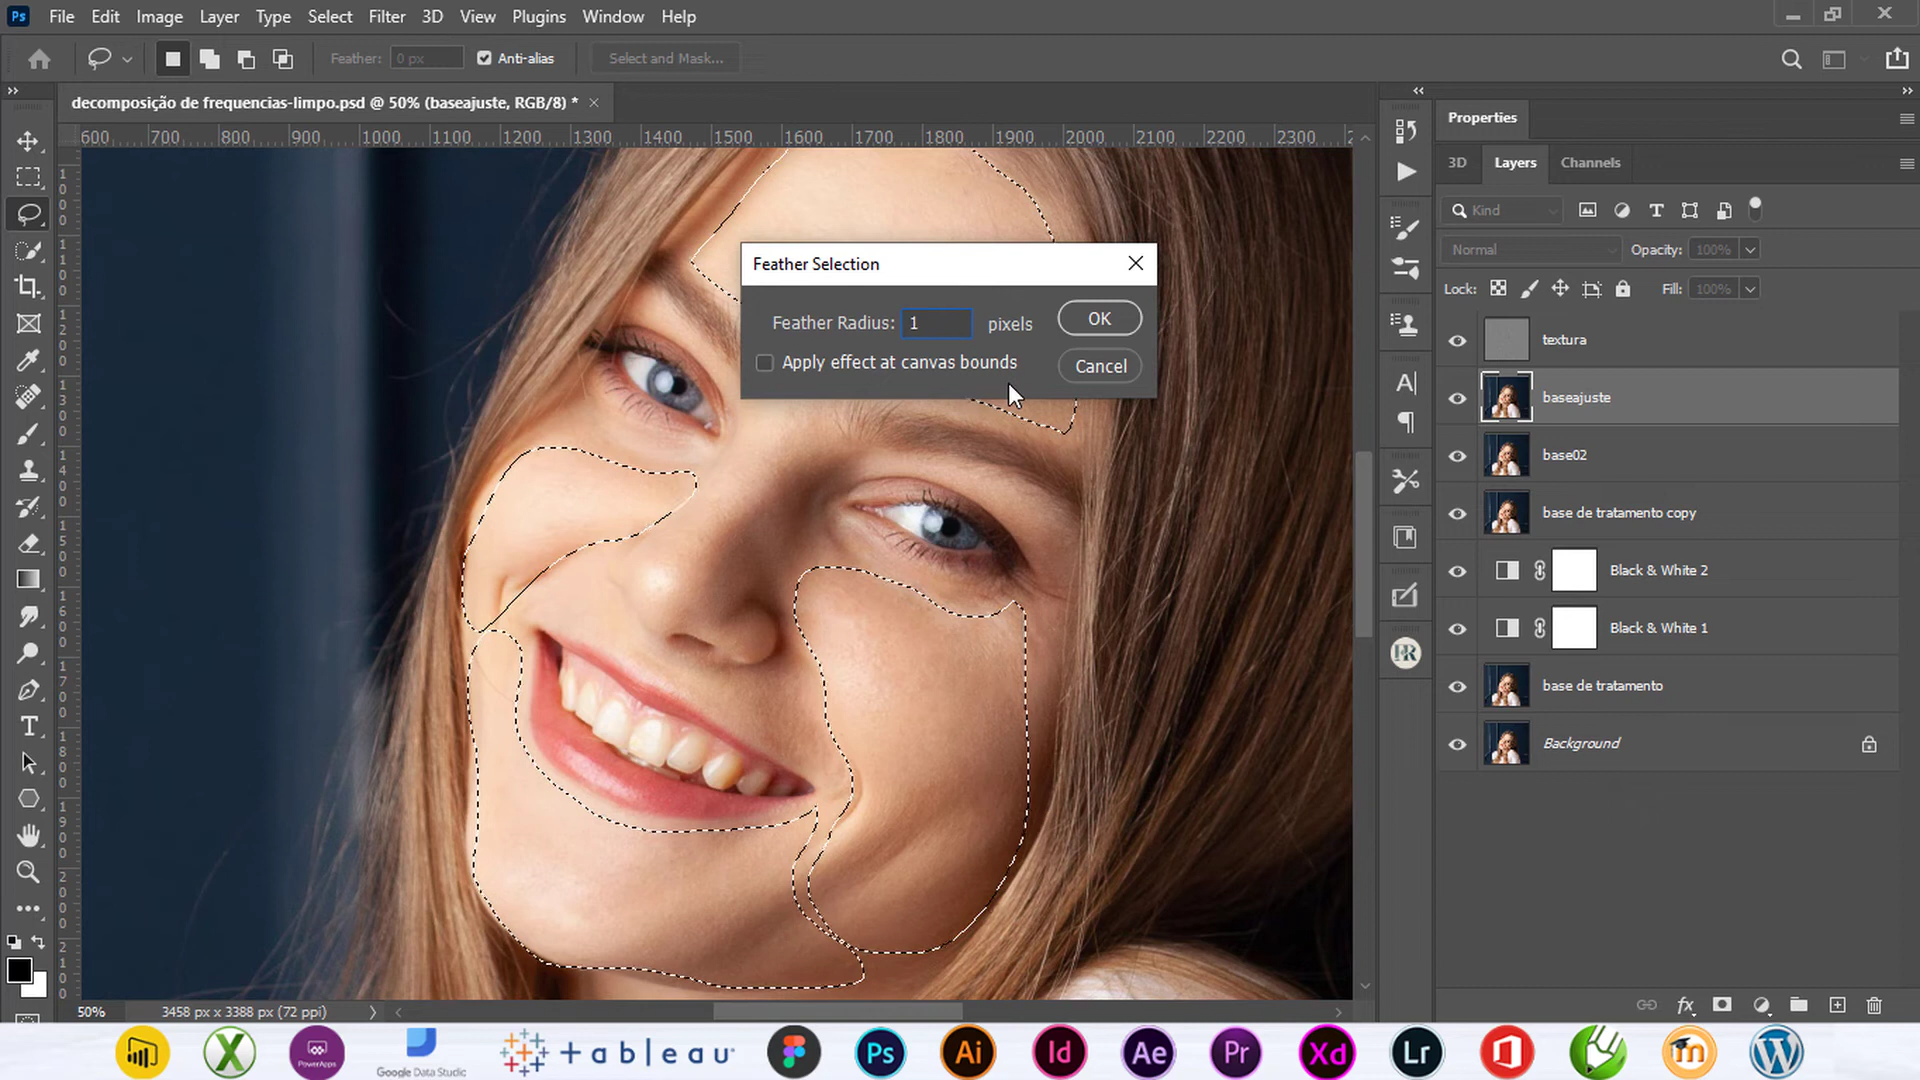 Ps File Edit Image Layer Type Select Filter 3D View Plugins Window Help
Feather: 0 px Anti-alias Select and Mask...
decomposição de frequencias-limpo.psd @ 50% (baseajuste, RGB/8) *
600 700 800 900 1000 1100 1200 1300 1400 1500 1600 1700 1800 1900 2000 2100 2200 2300
Feather Selection
Feather Radius: 1 pixels
OK
Apply effect at canvas bounds
Cancel
Properties
3D Layers Channels
Kind
Normal Opacity: 100%
Lock: Fill: 100%
textura
baseajuste
base02
base de tratamento copy
Black & White 2
Black & White 1
base de tratamento
Background
50% 3458 px x 3388 px (72 ppi)
PowerApps
Google Data Studio
+ a b l e a u
Ps Ai Id Ae Pr Xd Lr